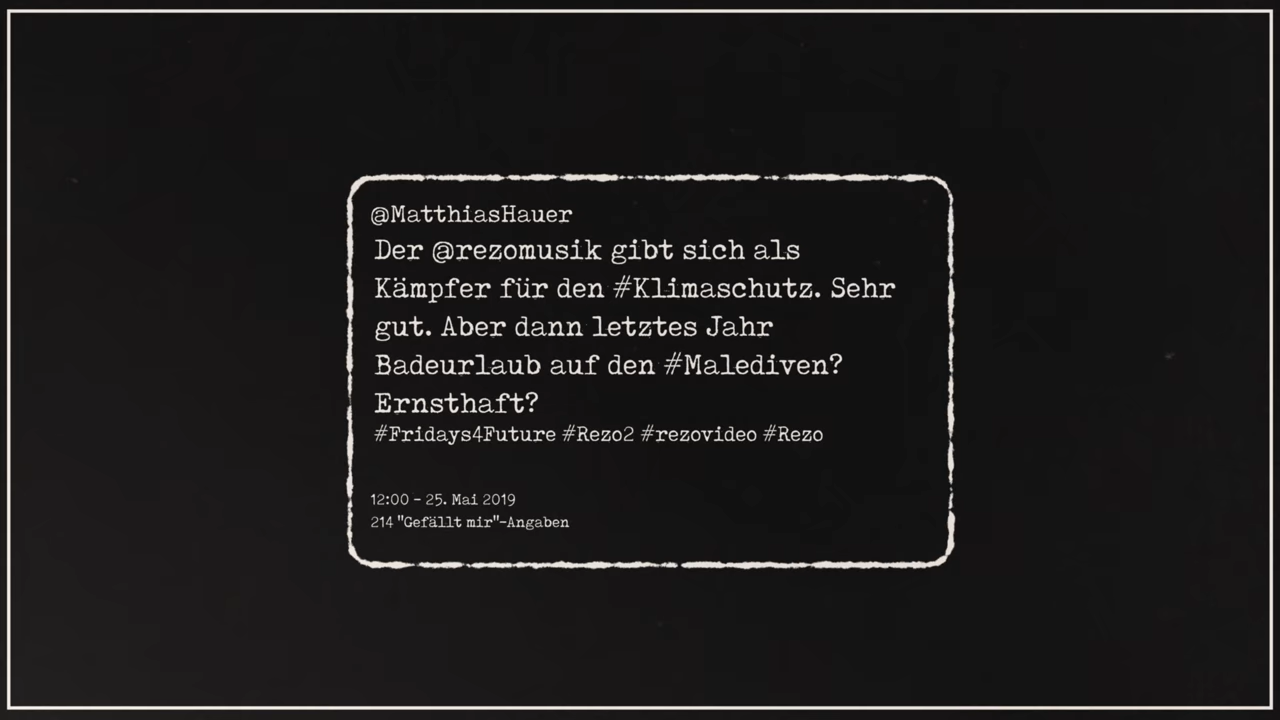 @MatthiasHauer
Der @rezomusik gibt sich als
Kämpfer für den #Klimaschutz. Sehr
gut. Aber dann letztes Jahr
Badeurlaub auf den #Malediven?
Ernsthaft?
#Fridays4Future #Rezo2 #rezovideo #Rezo
12:00 - 25. Mai 2019
214 "Gefällt mir"-Angaben